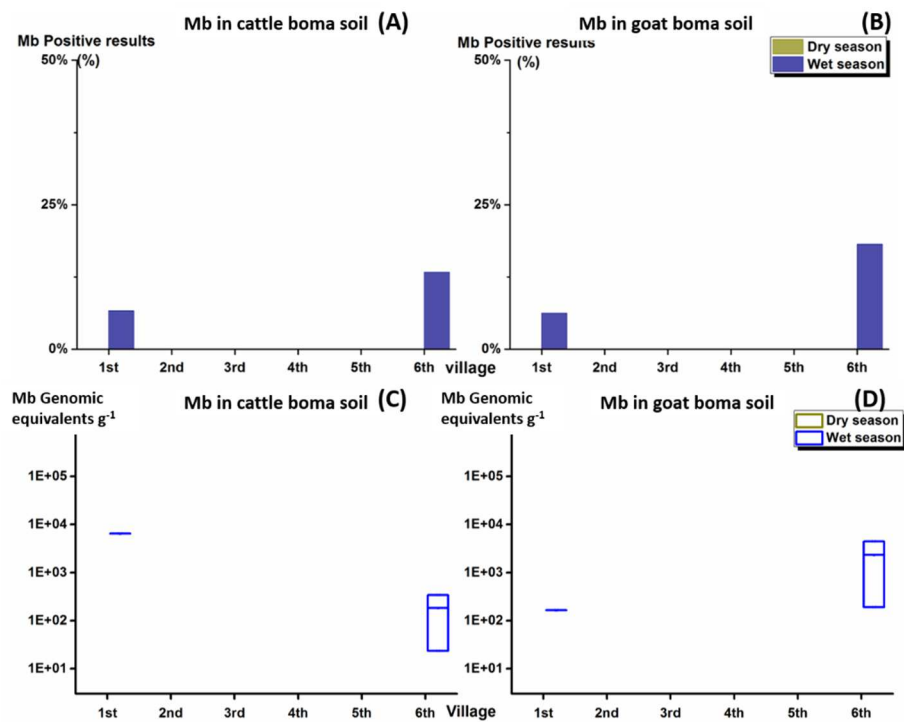 Mb in cattle boma soil (A)
Mb Positive results
(%)
50%
25%
0%
1st 2nd 3rd 4th 5th 6th village
Mb in goat boma soil (B)
Mb Positive results
(%)
Dry season
Wet season
50%
25%
0%
1st 2nd 3rd 4th 5th 6th
Mb in cattle boma soil (C)
Mb Genomic
equivalents g⁻¹
1E+05
1E+04
1E+03
1E+02
1E+01
1st 2nd 3rd 4th 5th 6th Village
Mb in goat boma soil (D)
Mb Genomic
equivalents g⁻¹
Dry season
Wet season
1E+05
1E+04
1E+03
1E+02
1E+01
1st 2nd 3rd 4th 5th 6th